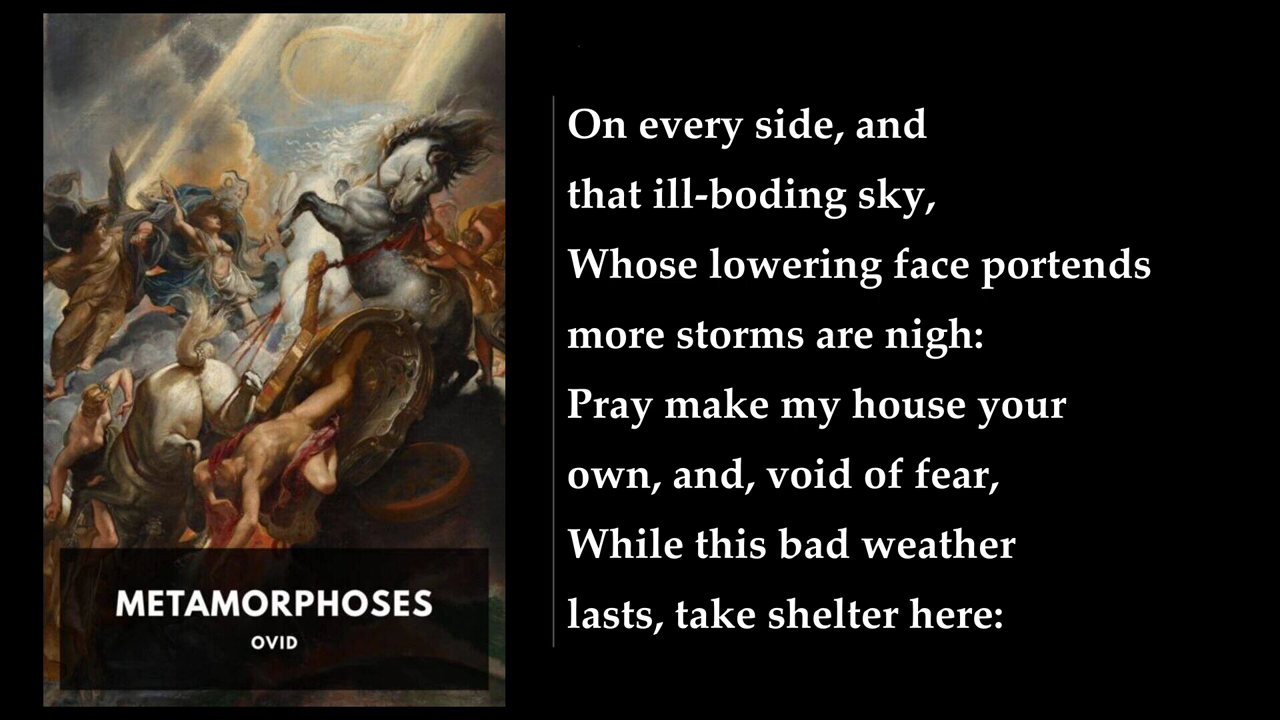 METAMORPHOSES
OVID
On every side, and
that ill-boding sky,
Whose lowering face portends
more storms are nigh:
Pray make my house your
own, and, void of fear,
While this bad weather
lasts, take shelter here: